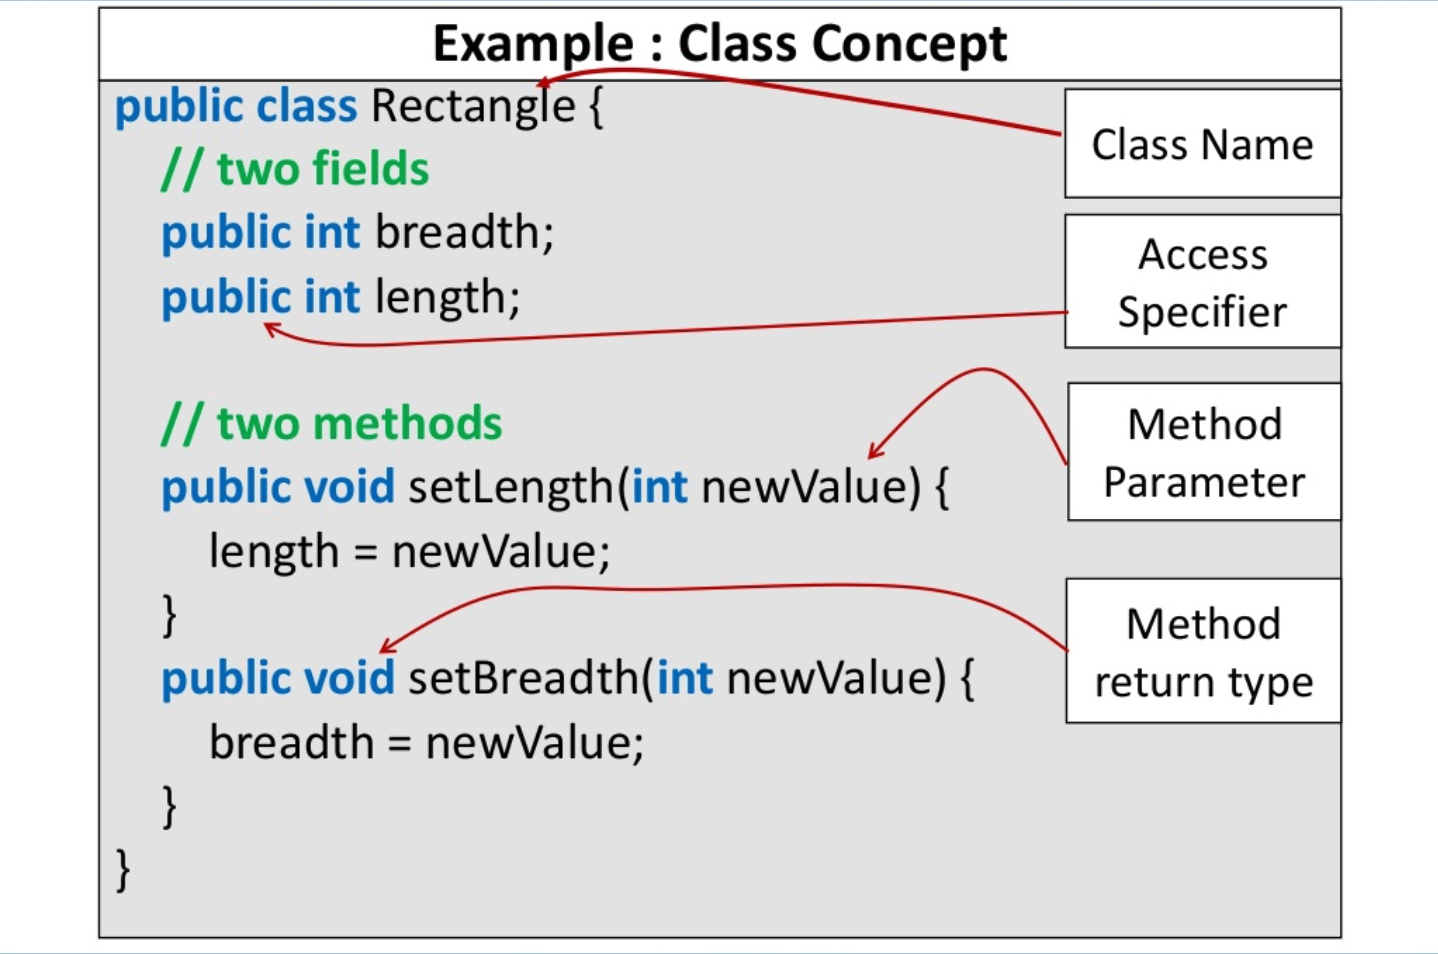 Example : Class Concept
public class Rectangle {
// two fields
public int breadth;
public int length;
// two methods
public void setLength(int newValue) {
length = newValue;
}
public void setBreadth(int newValue) {
breadth = newValue;
}
}
Class Name
Access
Specifier
Method
Parameter
Method
return type